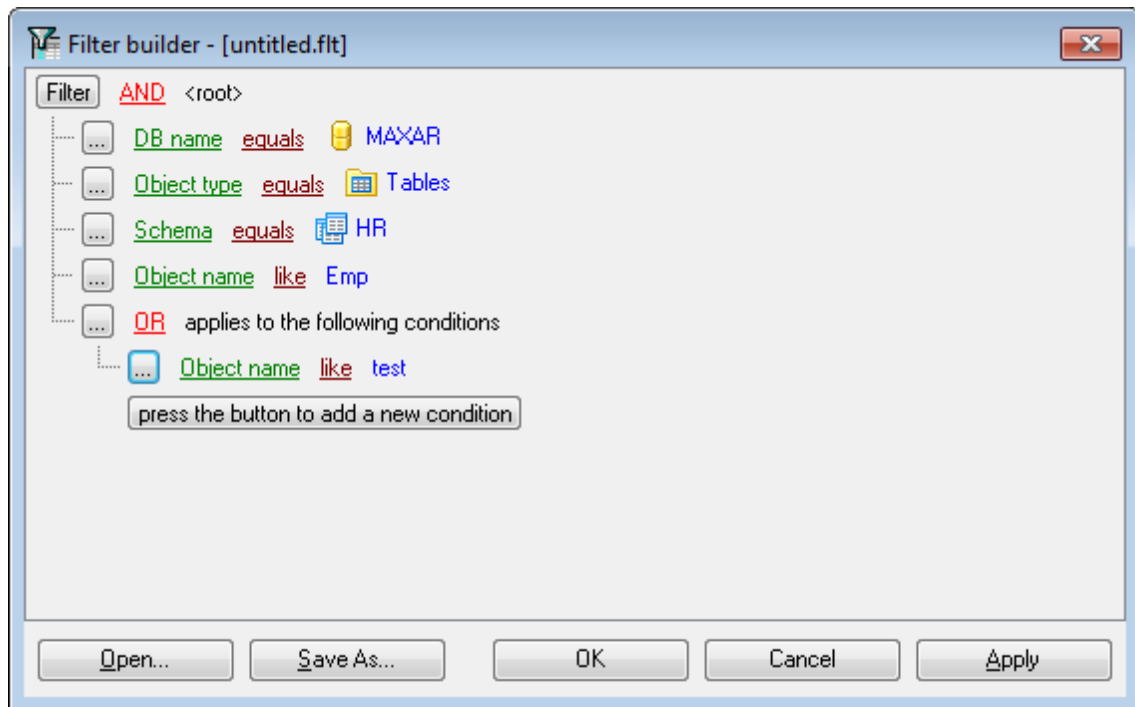 Filter builder - [untitled.flt]
Filter AND <root>
... DB name equals MAXAR
... Object type equals Tables
... Schema equals HR
... Object name like Emp
... OR applies to the following conditions
... Object name like test
press the button to add a new condition
Open... Save As... OK Cancel Apply